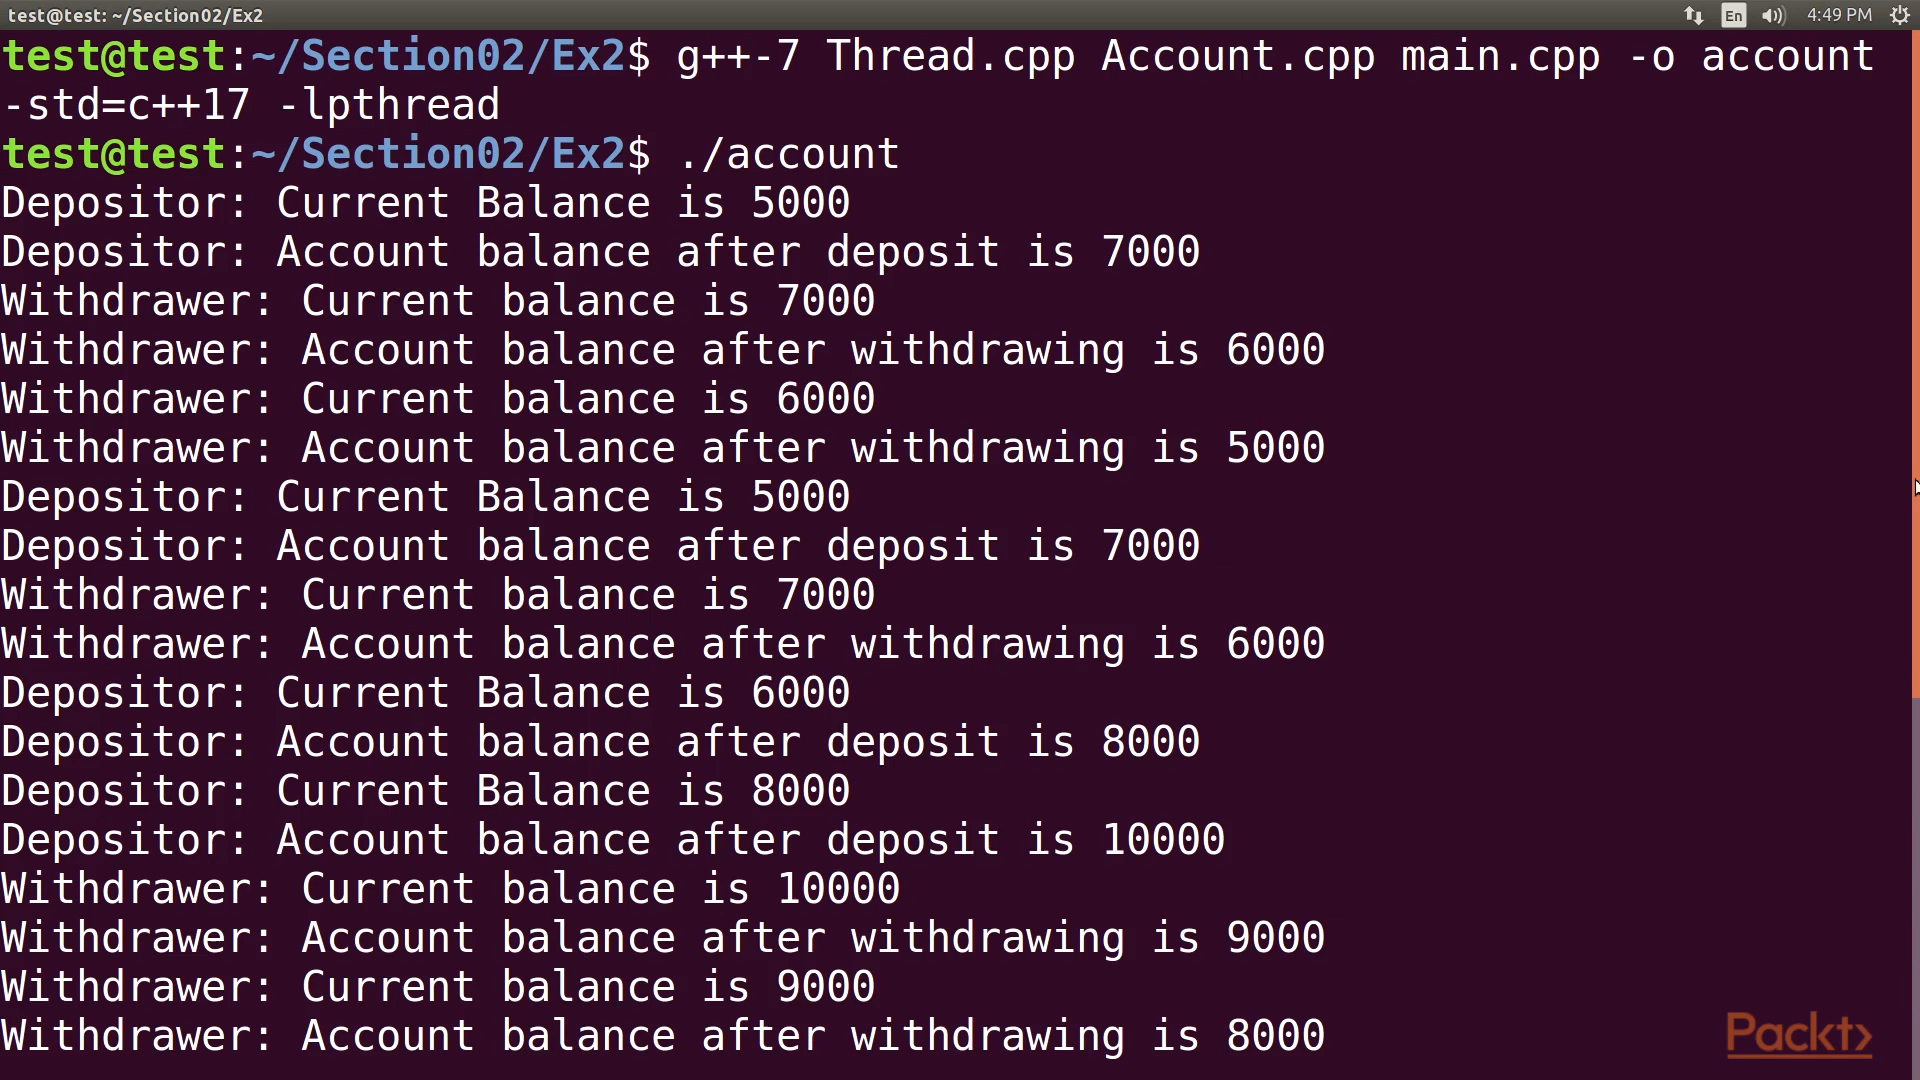 test@test: ~/Section02/Ex2
En
4:49 PM
test@test:~/Section02/Ex2$ g++-7 Thread.cpp Account.cpp main.cpp -o account
-std=c++17 -lpthread
test@test:~/Section02/Ex2$ ./account
Depositor: Current Balance is 5000
Depositor: Account balance after deposit is 7000
Withdrawer: Current balance is 7000
Withdrawer: Account balance after withdrawing is 6000
Withdrawer: Current balance is 6000
Withdrawer: Account balance after withdrawing is 5000
Depositor: Current Balance is 5000
Depositor: Account balance after deposit is 7000
Withdrawer: Current balance is 7000
Withdrawer: Account balance after withdrawing is 6000
Depositor: Current Balance is 6000
Depositor: Account balance after deposit is 8000
Depositor: Current Balance is 8000
Depositor: Account balance after deposit is 10000
Withdrawer: Current balance is 10000
Withdrawer: Account balance after withdrawing is 9000
Withdrawer: Current balance is 9000
Withdrawer: Account balance after withdrawing is 8000
Packt